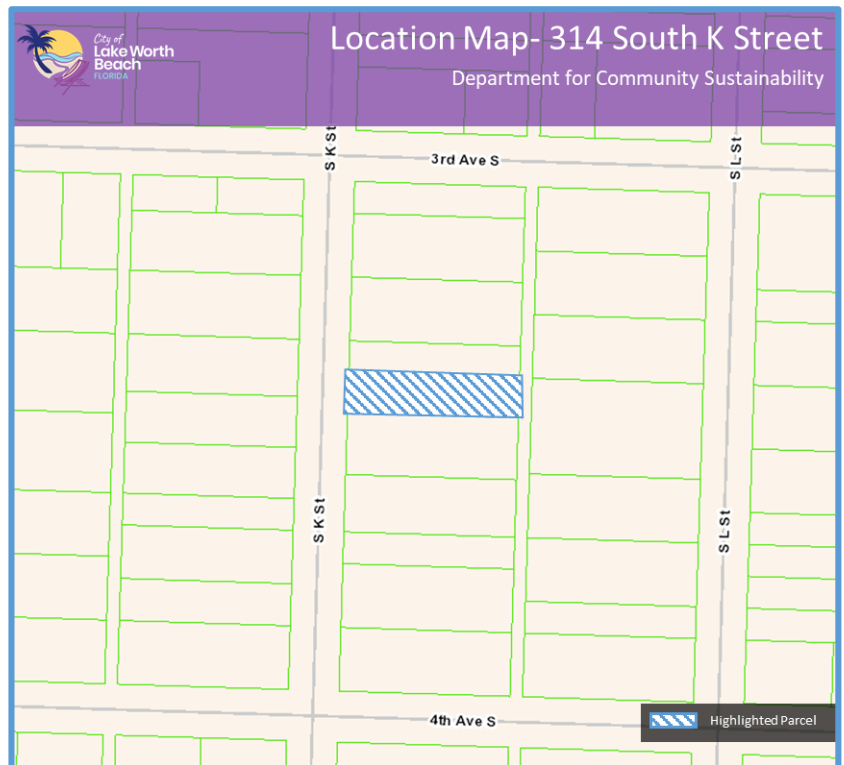 City of
Lake Worth
Beach
FLORIDA
Location Map- 314 South K Street
Department for Community Sustainability
S K St
3rd Ave S
S L St
S K St
S L St
4th Ave S
Highlighted Parcel